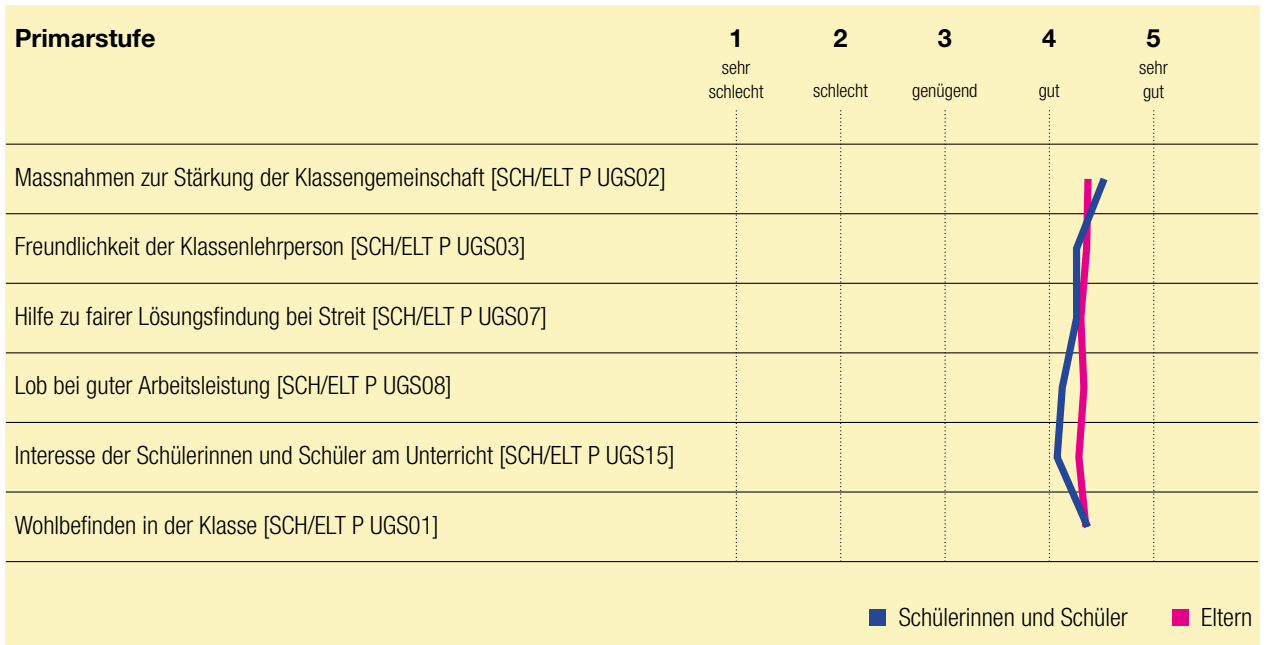 Primarstufe 1 2 3 4 5
sehr schlecht schlecht genügend gut sehr gut
Massnahmen zur Stärkung der Klassengemeinschaft [SCH/ELT P UGS02]
Freundlichkeit der Klassenlehrperson [SCH/ELT P UGS03]
Hilfe zu fairer Lösungsfindung bei Streit [SCH/ELT P UGS07]
Lob bei guter Arbeitsleistung [SCH/ELT P UGS08]
Interesse der Schülerinnen und Schüler am Unterricht [SCH/ELT P UGS15]
Wohlbefinden in der Klasse [SCH/ELT P UGS01]
Schülerinnen und Schüler Eltern